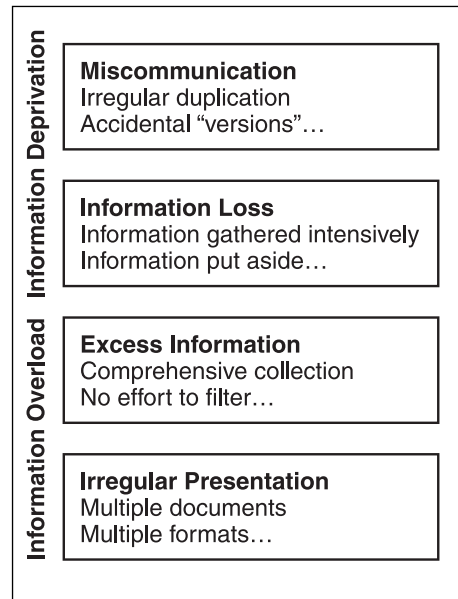 Information Deprivation
Miscommunication
Irregular duplication
Accidental “versions”…
Information Loss
Information gathered intensively
Information put aside…
Information Overload
Excess Information
Comprehensive collection
No effort to filter…
Irregular Presentation
Multiple documents
Multiple formats…